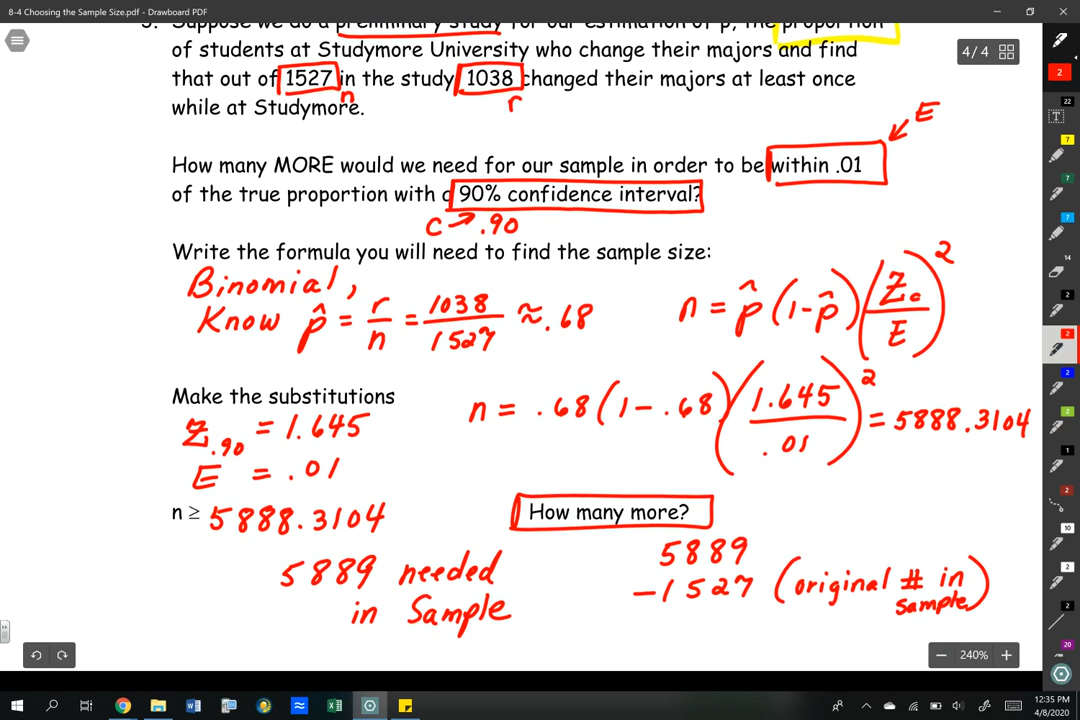 8-4 Choosing the Sample Size.pdf - Drawboard PDF
4/4
of students at Studymore University who change their majors and find
that out of 1527 in the study 1038 changed their majors at least once
n
r
while at Studymore.
E
How many MORE would we need for our sample in order to be within .01
of the true proportion with a 90% confidence interval?
C → .90
Write the formula you will need to find the sample size:
Binomial,
Know p̂ = r/n = 1038/1527 ≈ .68
n = p̂ (1-p̂) (Zc/E)²
Make the substitutions
Z.90 = 1.645
n = .68 (1 - .68) (1.645/.01)² = 5888.3104
E = .01
n ≥ 5888.3104
How many more?
5889 needed
in Sample
5889
-1527 (original # in
sample)
240%
12:35 PM
4/8/2020